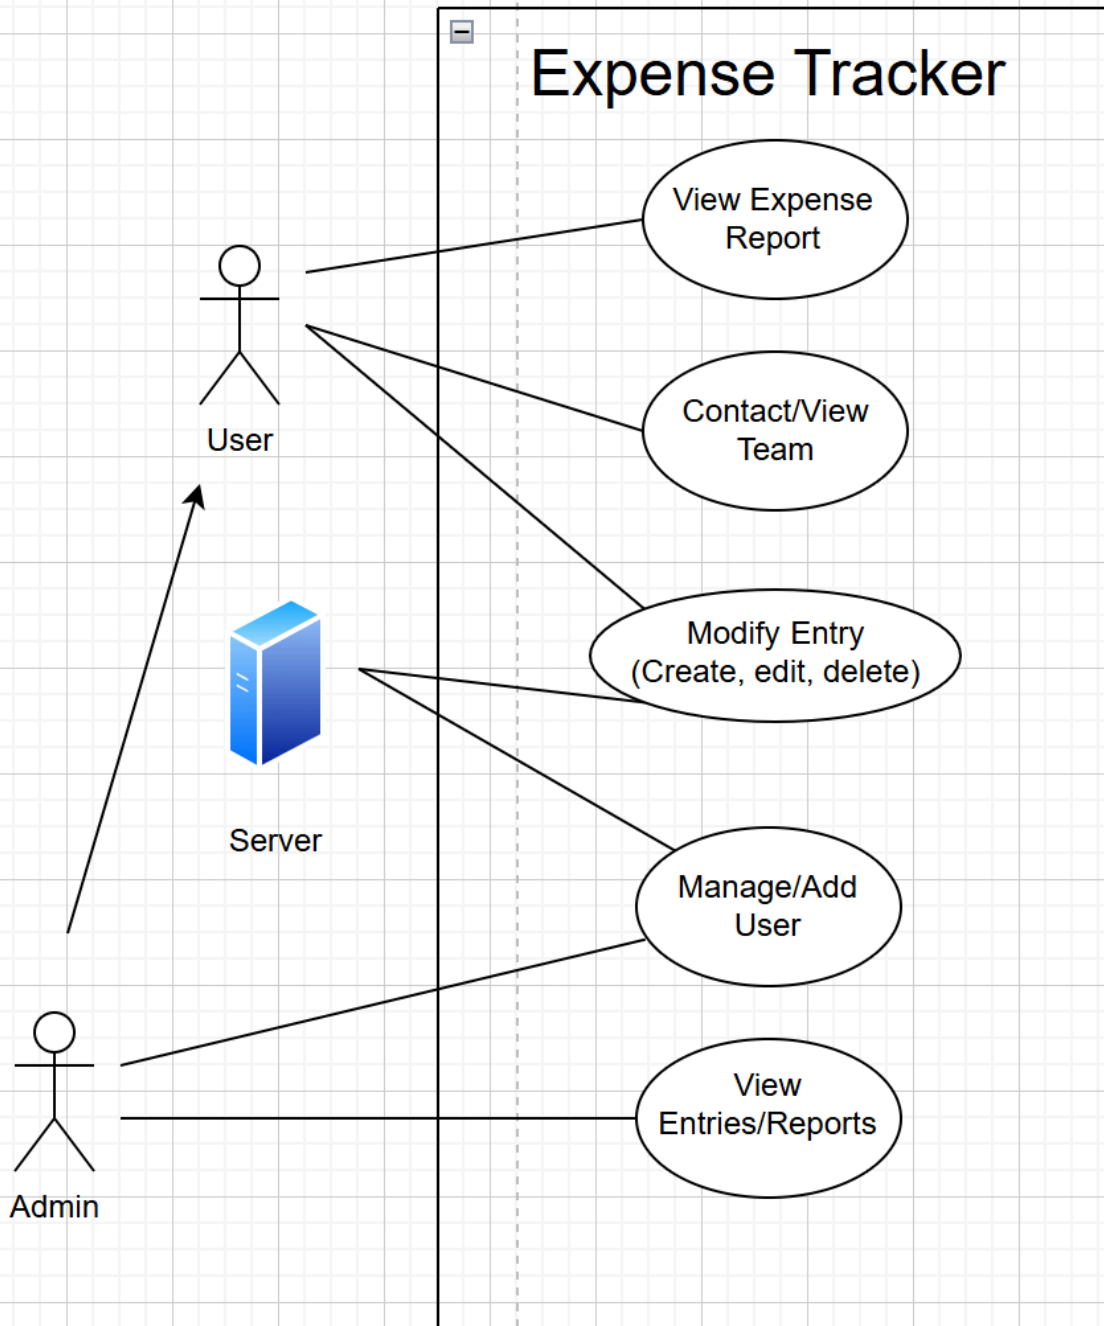 Expense Tracker
View Expense
Report
User
Contact/View
Team
Modify Entry
(Create, edit, delete)
Server
Manage/Add
User
View
Entries/Reports
Admin